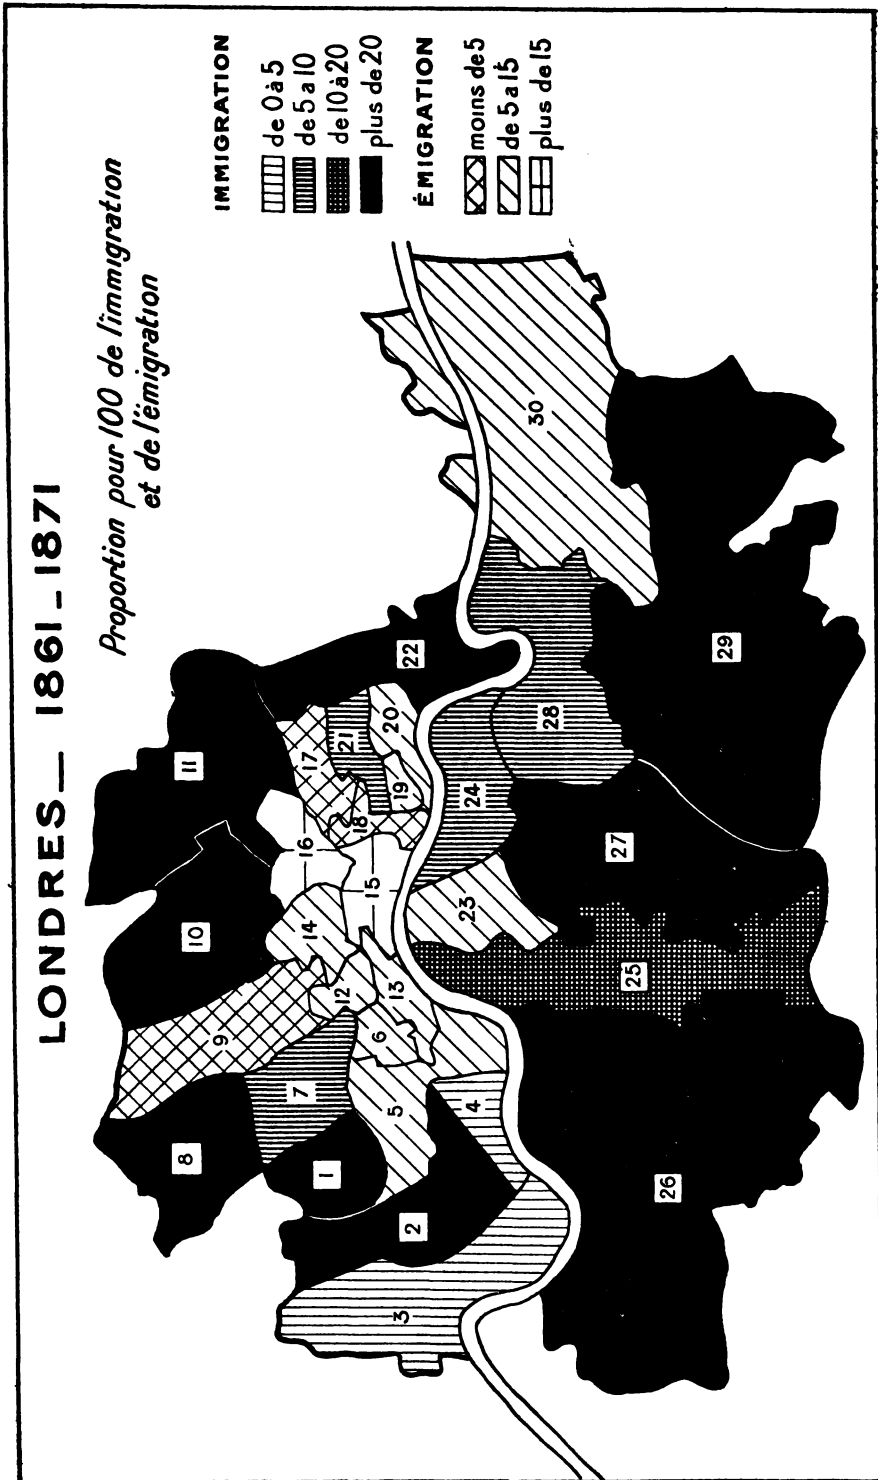 LONDRES — 1861 - 1871
Proportion pour 100 de l'immigration
et de l'émigration
IMMIGRATION
de 0 à 5
de 5 a 10
de 10 à 20
plus de 20
ÉMIGRATION
moins de 5
de 5 a 15
plus de 15
1
2
3
4
5
6
7
8
9
10
11
12
13
14
15
16
17
18
19
20
21
22
23
24
25
26
27
28
29
30